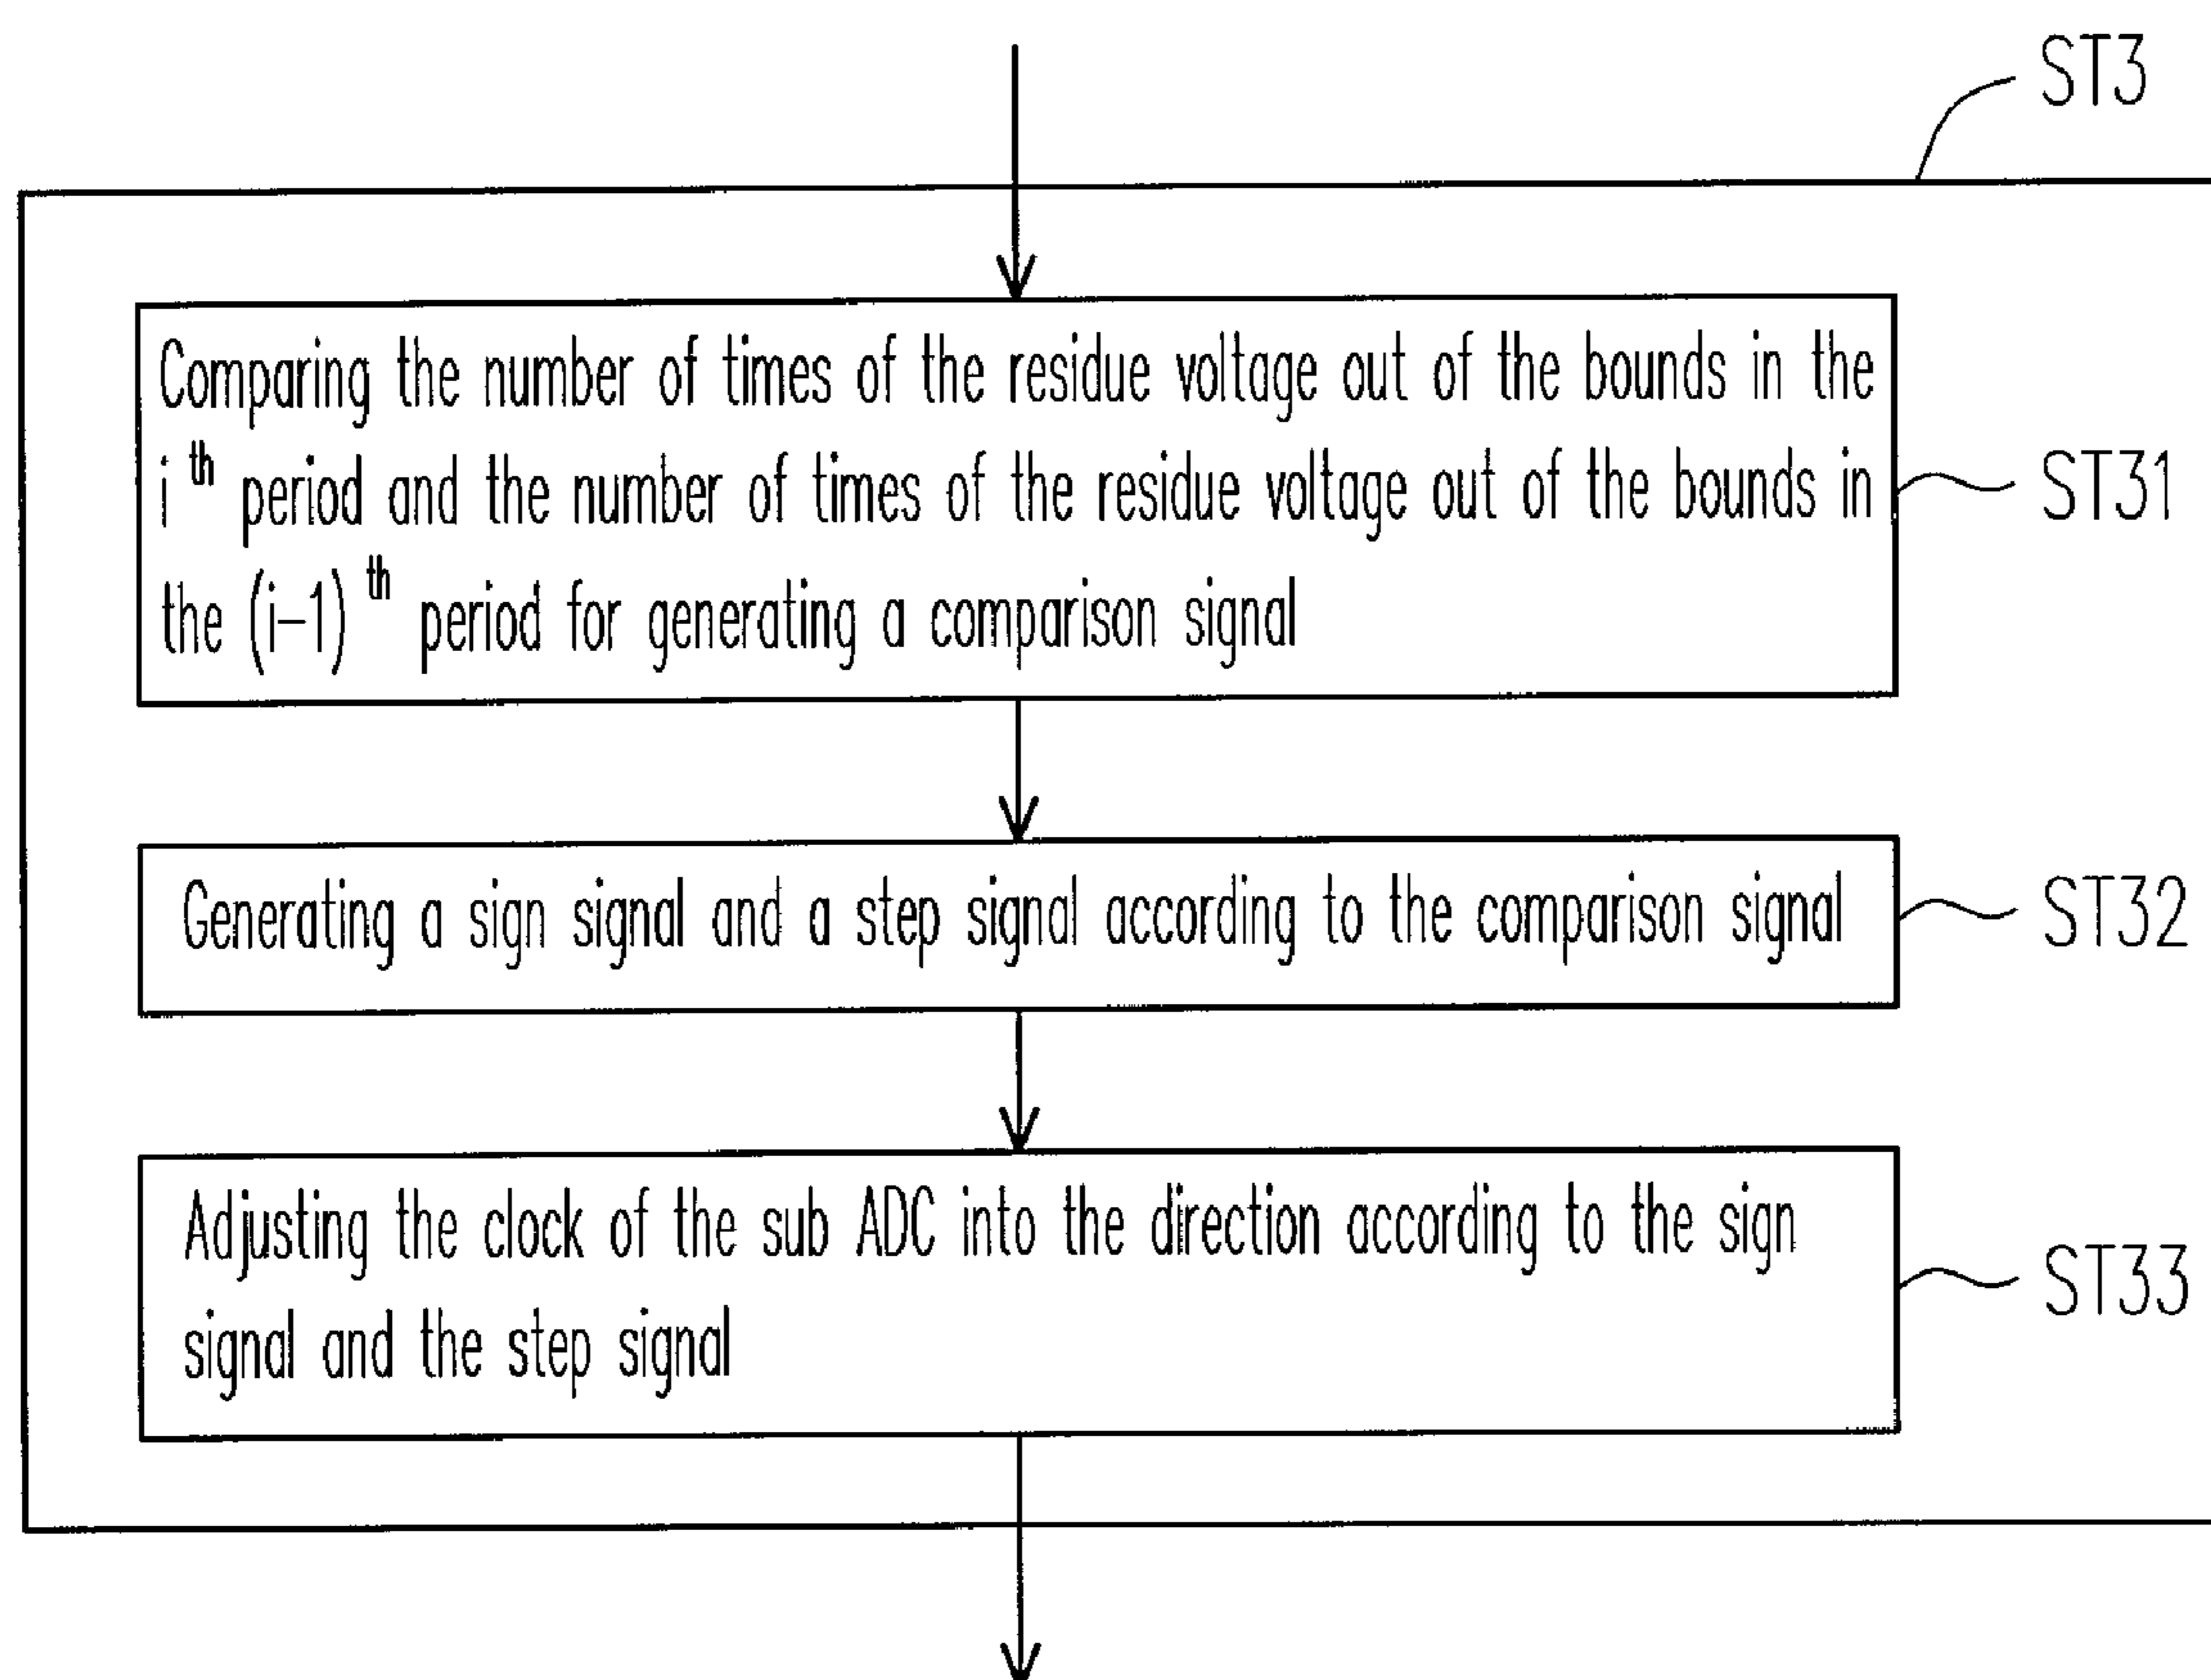 ST3
Comparing the number of times of the residue voltage out of the bounds in the
i th period and the number of times of the residue voltage out of the bounds in
the (i-1) th period for generating a comparison signal
ST31
Generating a sign signal and a step signal according to the comparison signal
ST32
Adjusting the clock of the sub ADC into the direction according to the sign
signal and the step signal
ST33